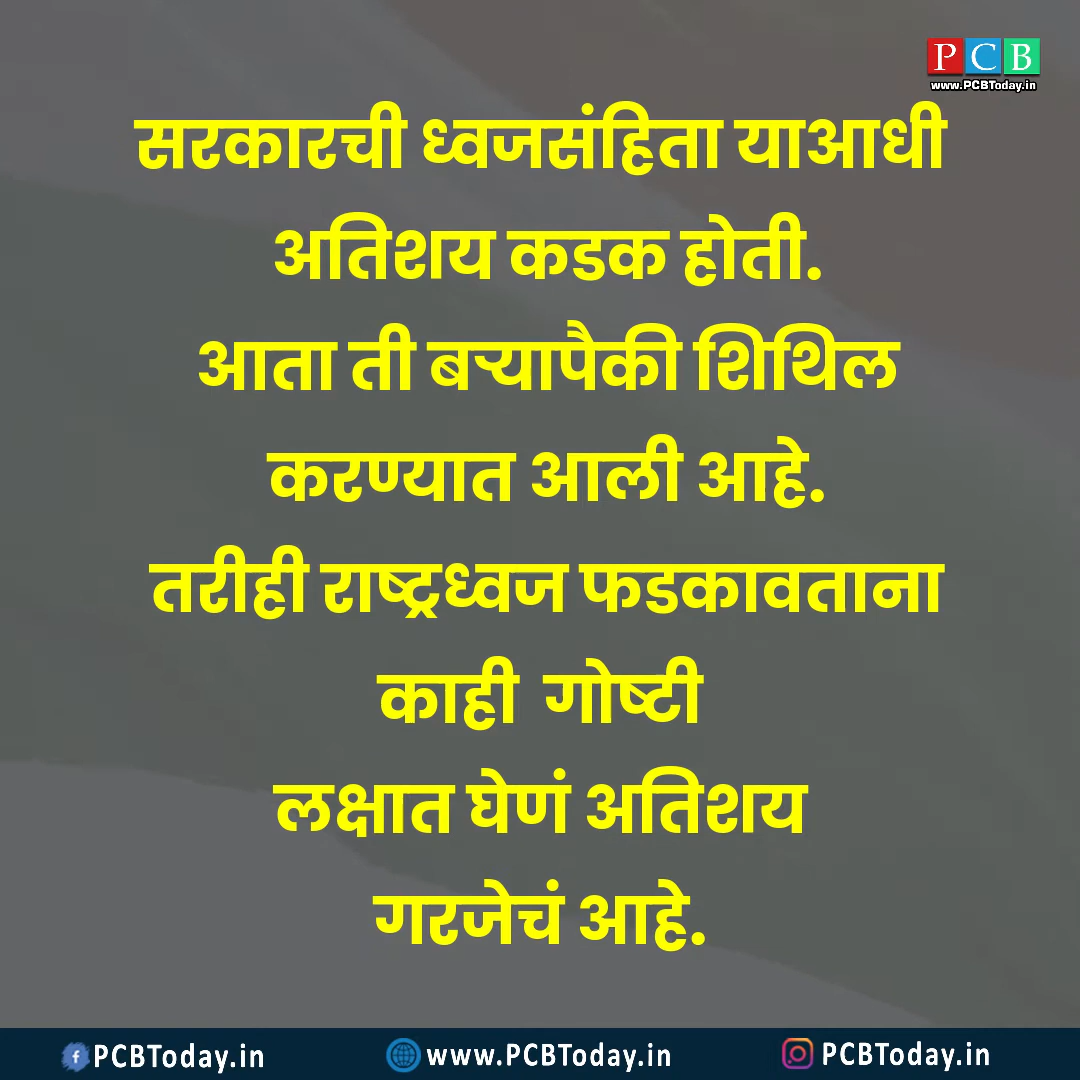 PCB
www.PCBToday.in
सरकारची ध्वजसंहिता याआधी
अतिशय कडक होती.
आता ती बऱ्यापैकी शिथिल
करण्यात आली आहे.
तरीही राष्ट्रध्वज फडकावताना
काही गोष्टी
लक्षात घेणं अतिशय
गरजेचं आहे.
PCBToday.in www.PCBToday.in PCBToday.in